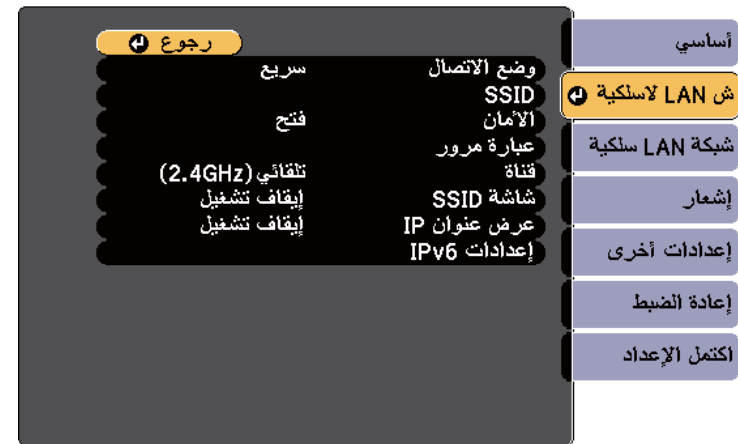 أساسي
ش LAN لاسلكية
شبكة LAN سلكية
إشعار
إعدادات أخرى
إعادة الضبط
اكتمل الإعداد
رجوع
وضع الاتصال سريع
SSID
الأمان فتح
عبارة مرور
قناة تلقائي (2.4GHz)
شاشة SSID إيقاف تشغيل
عرض عنوان IP إيقاف تشغيل
إعدادات IPv6